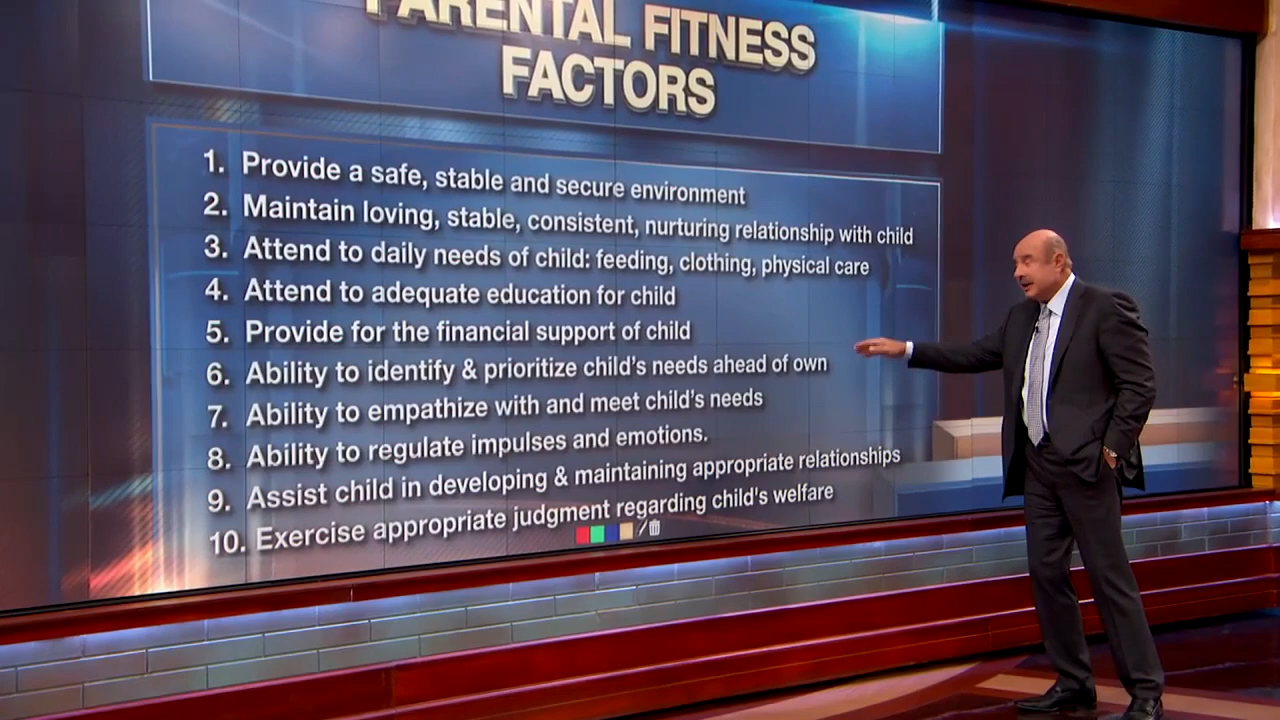 PARENTAL FITNESS
FACTORS
1. Provide a safe, stable and secure environment
2. Maintain loving, stable, consistent, nurturing relationship with child
3. Attend to daily needs of child: feeding, clothing, physical care
4. Attend to adequate education for child
5. Provide for the financial support of child
6. Ability to identify & prioritize child's needs ahead of own
7. Ability to empathize with and meet child's needs
8. Ability to regulate impulses and emotions.
9. Assist child in developing & maintaining appropriate relationships
10. Exercise appropriate judgment regarding child's welfare